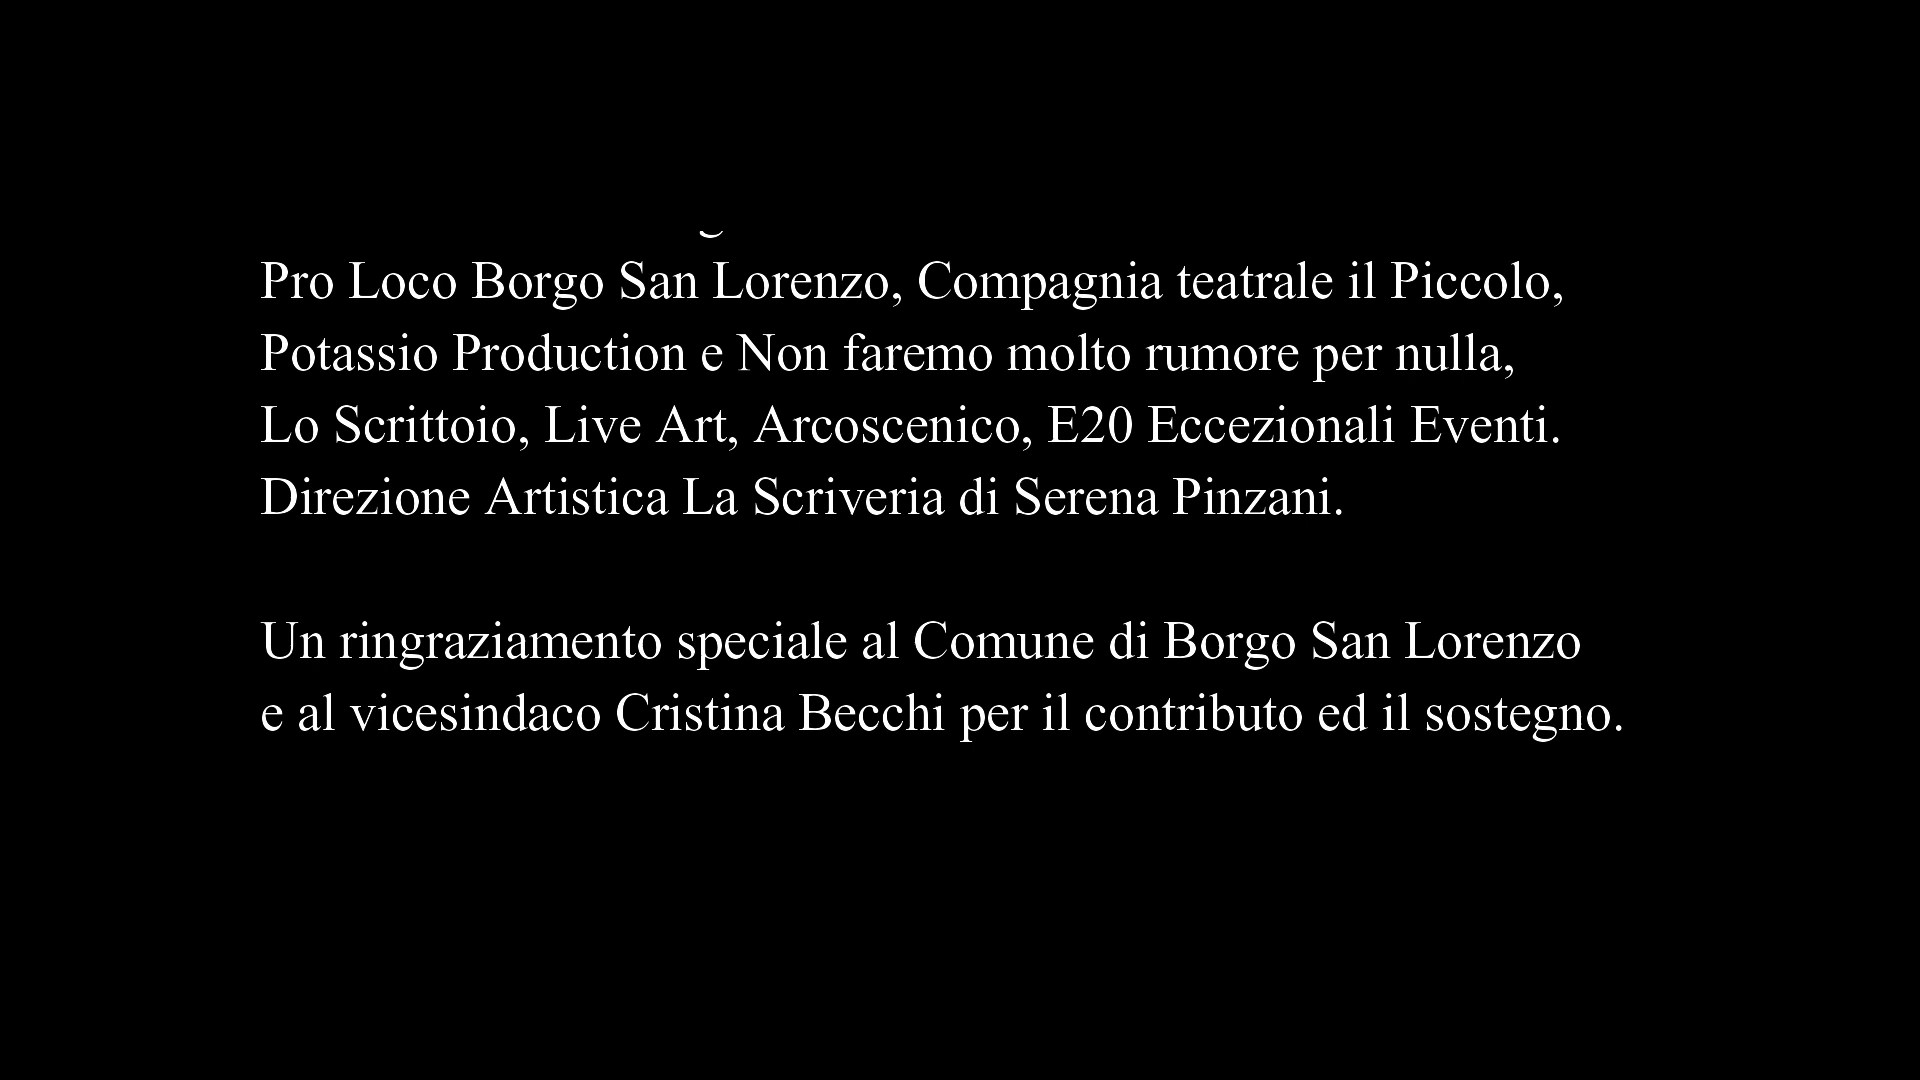 Pro Loco Borgo San Lorenzo, Compagnia teatrale il Piccolo,
Potassio Production e Non faremo molto rumore per nulla,
Lo Scrittoio, Live Art, Arcoscenico, E20 Eccezionali Eventi.
Direzione Artistica La Scriveria di Serena Pinzani.
Un ringraziamento speciale al Comune di Borgo San Lorenzo
e al vicesindaco Cristina Becchi per il contributo ed il sostegno.